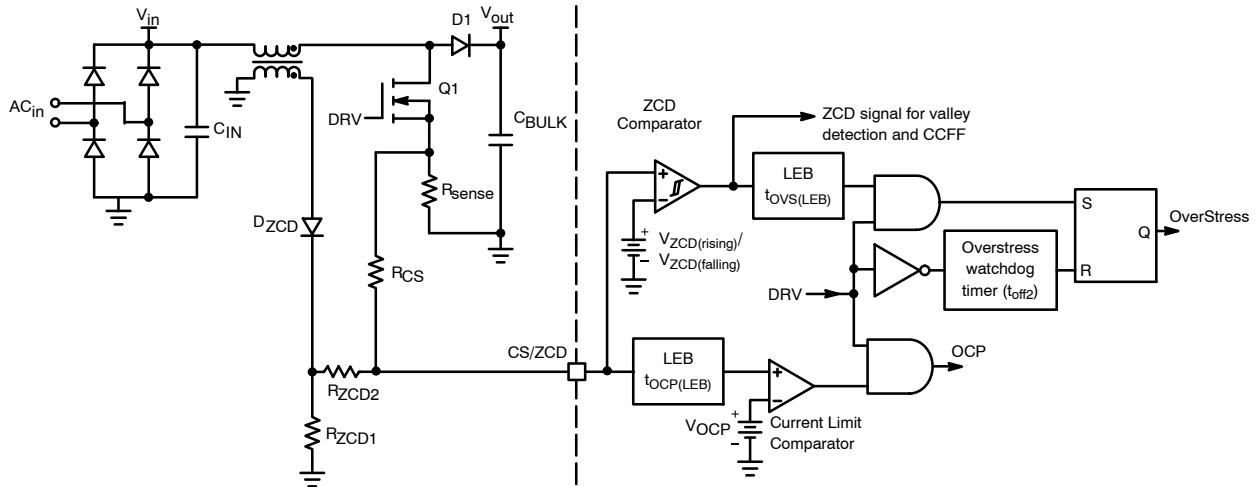 Vin
D1
Vout
ACin
CIN
Q1
DRV
CBULK
Rsense
DZCD
RCS
RZCD2
RZCD1
CS/ZCD
ZCD
Comparator
ZCD signal for valley
detection and CCFF
+
−
LEB
tOVS(LEB)
+
−
VZCD(rising)/
VZCD(falling)
S
Q
R
OverStress
Overstress
watchdog
timer (toff2)
DRV
LEB
tOCP(LEB)
+
−
OCP
VOCP
+
−
Current Limit
Comparator